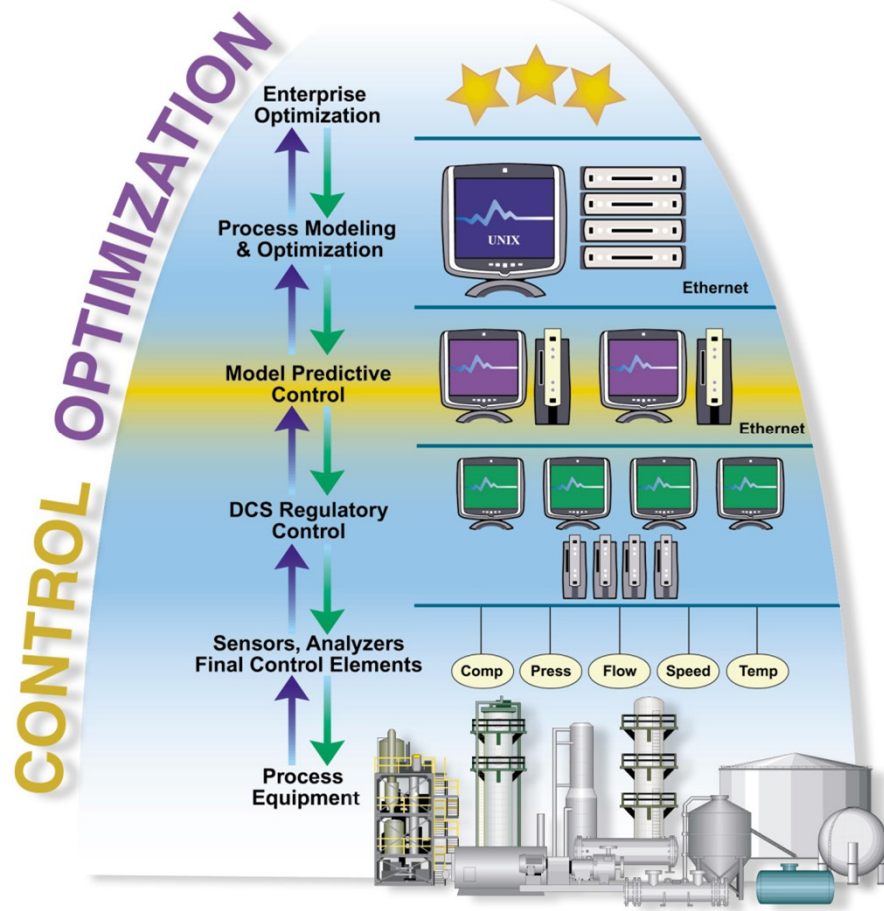 OPTIMIZATION
CONTROL
Enterprise
Optimization
Process Modeling
& Optimization
UNIX
Ethernet
Model Predictive
Control
Ethernet
DCS Regulatory
Control
Sensors, Analyzers
Final Control Elements
Comp
Press
Flow
Speed
Temp
Process
Equipment